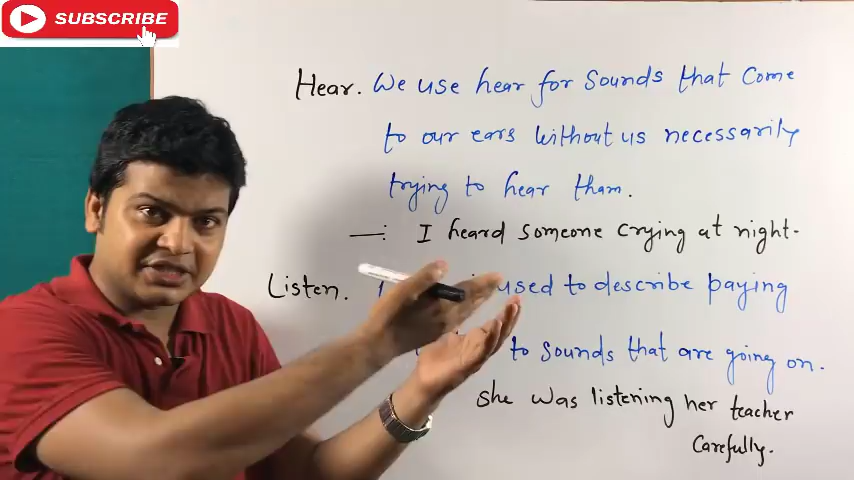 SUBSCRIBE
Hear. We use hear for sounds that come
to our ears without us necessarily
trying to hear tham.
—: I heard someone crying at night.
Listen. used to describe paying
to sounds that are going on.
she was listening her teacher
carefully.